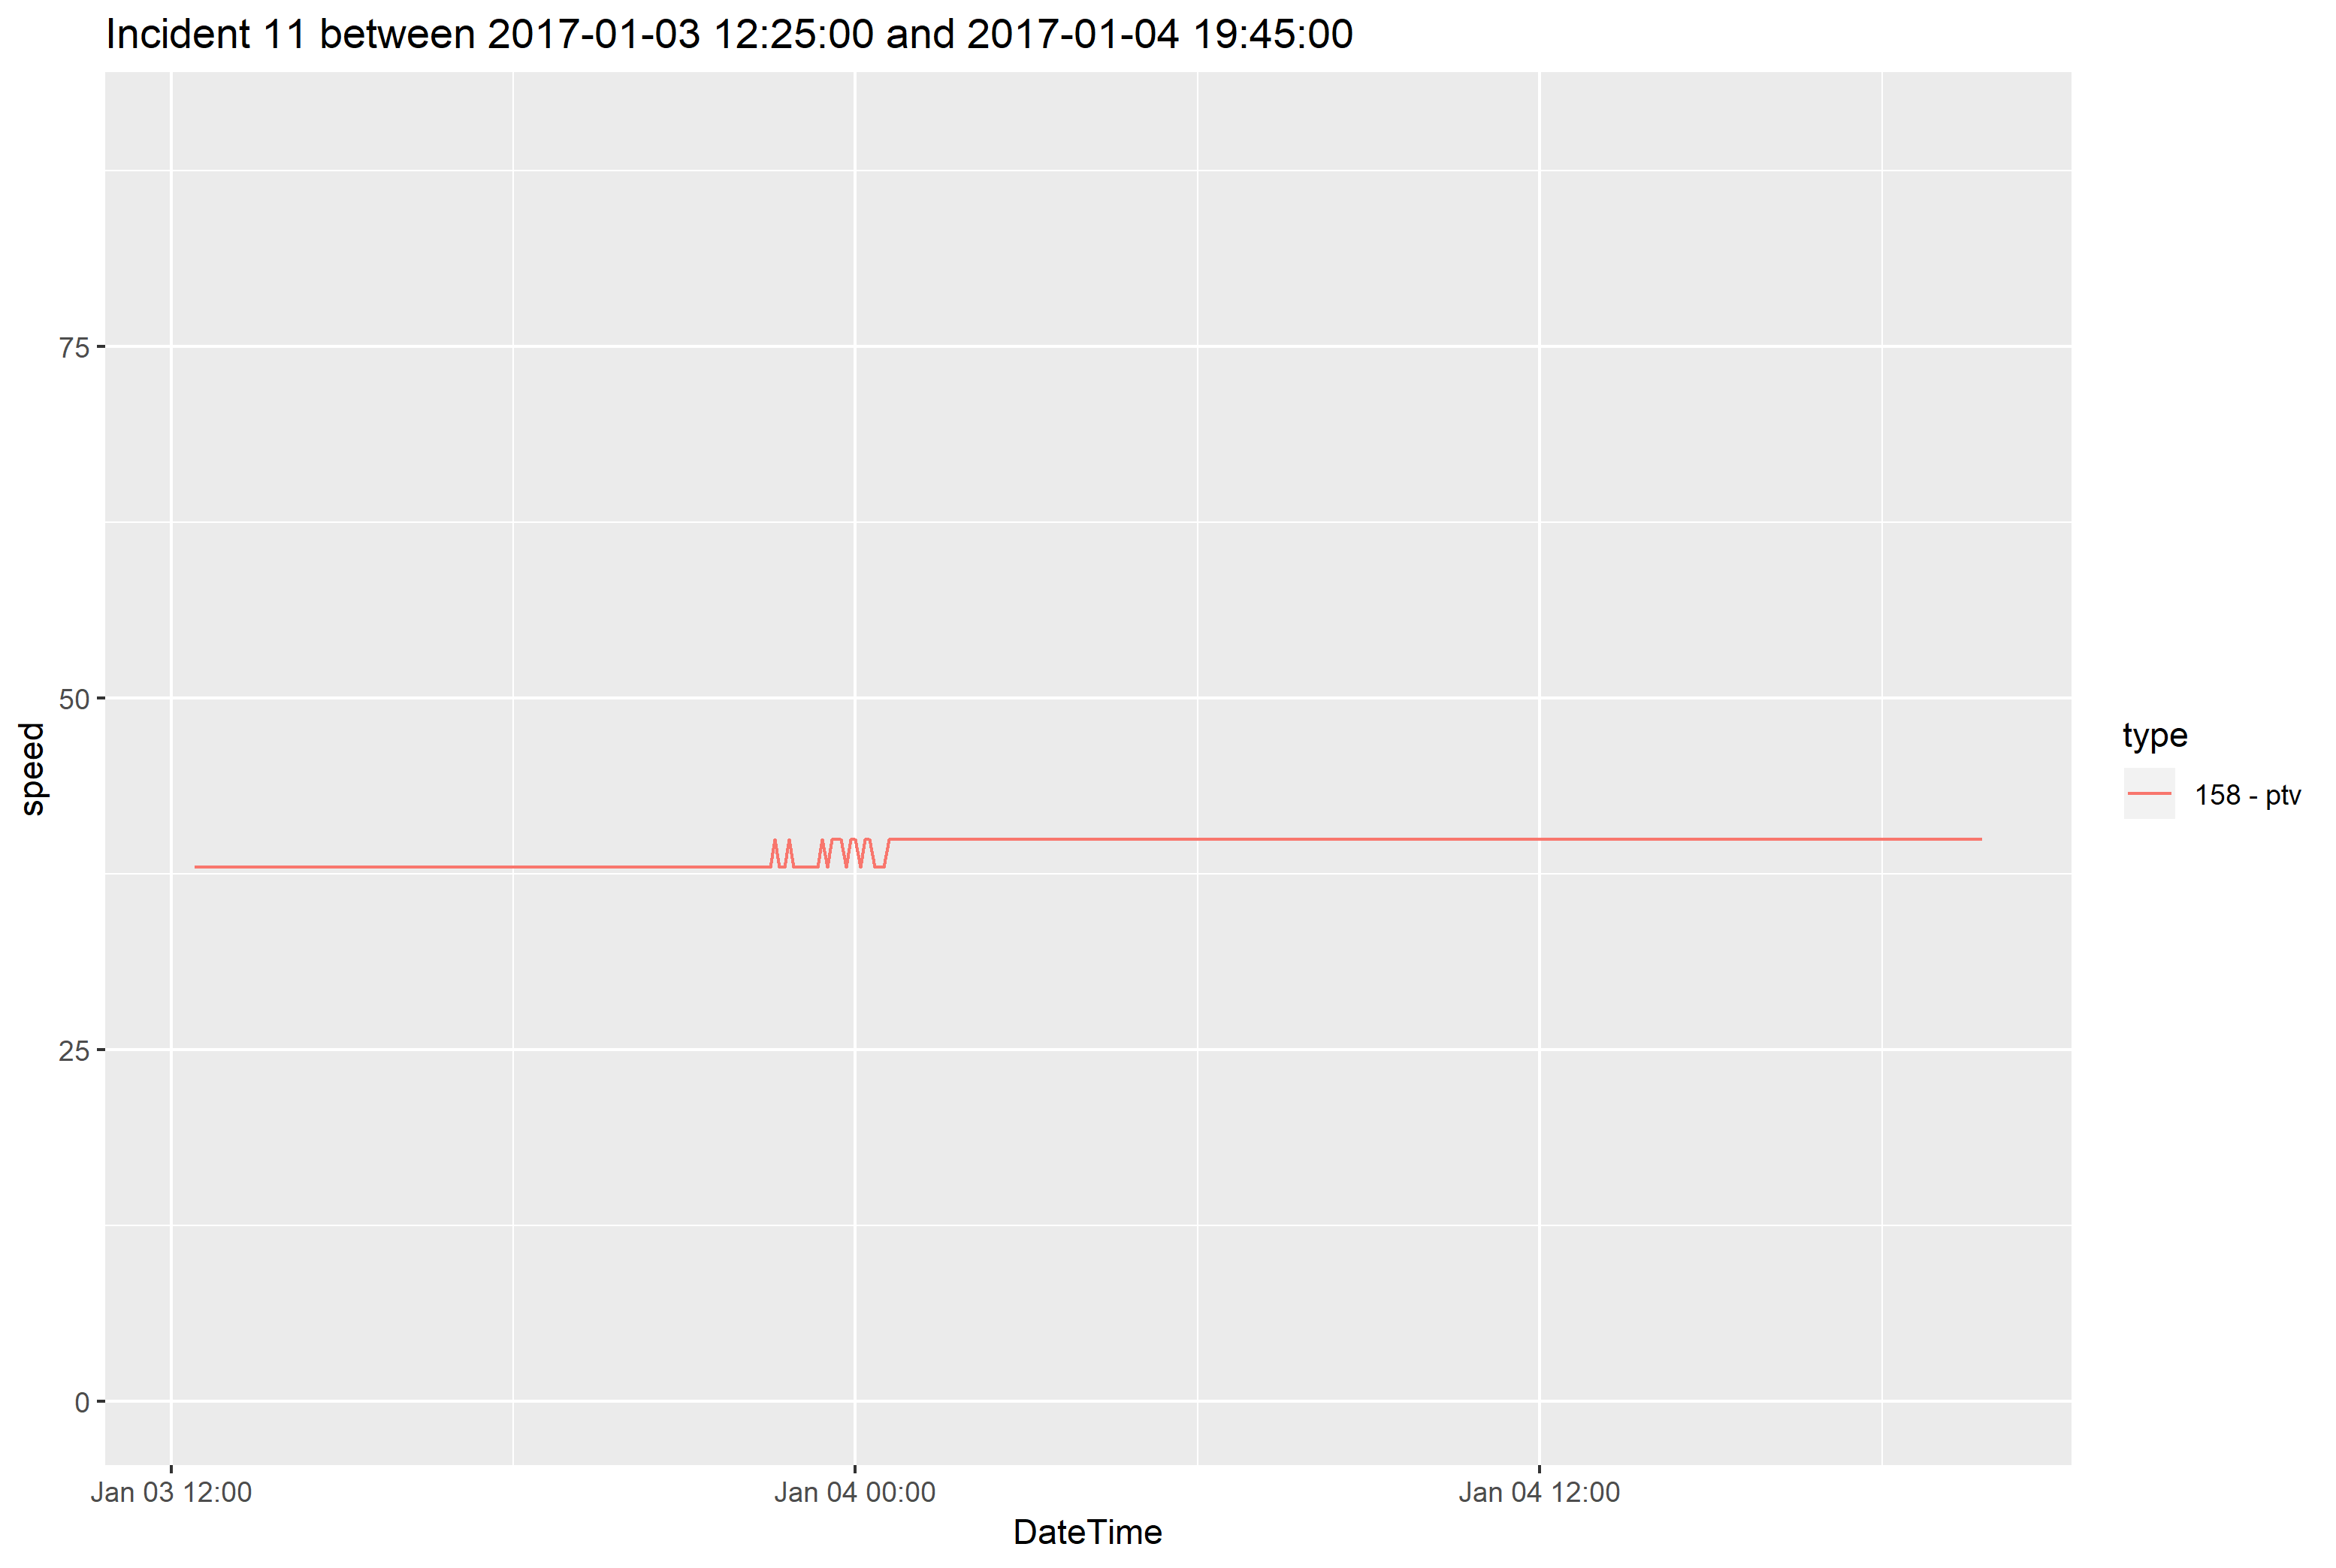 Incident 11 between 2017-01-03 12:25:00 and 2017-01-04 19:45:00
75
50
25
0
speed
Jan 03 12:00
Jan 04 00:00
Jan 04 12:00
DateTime
type
158 - ptv